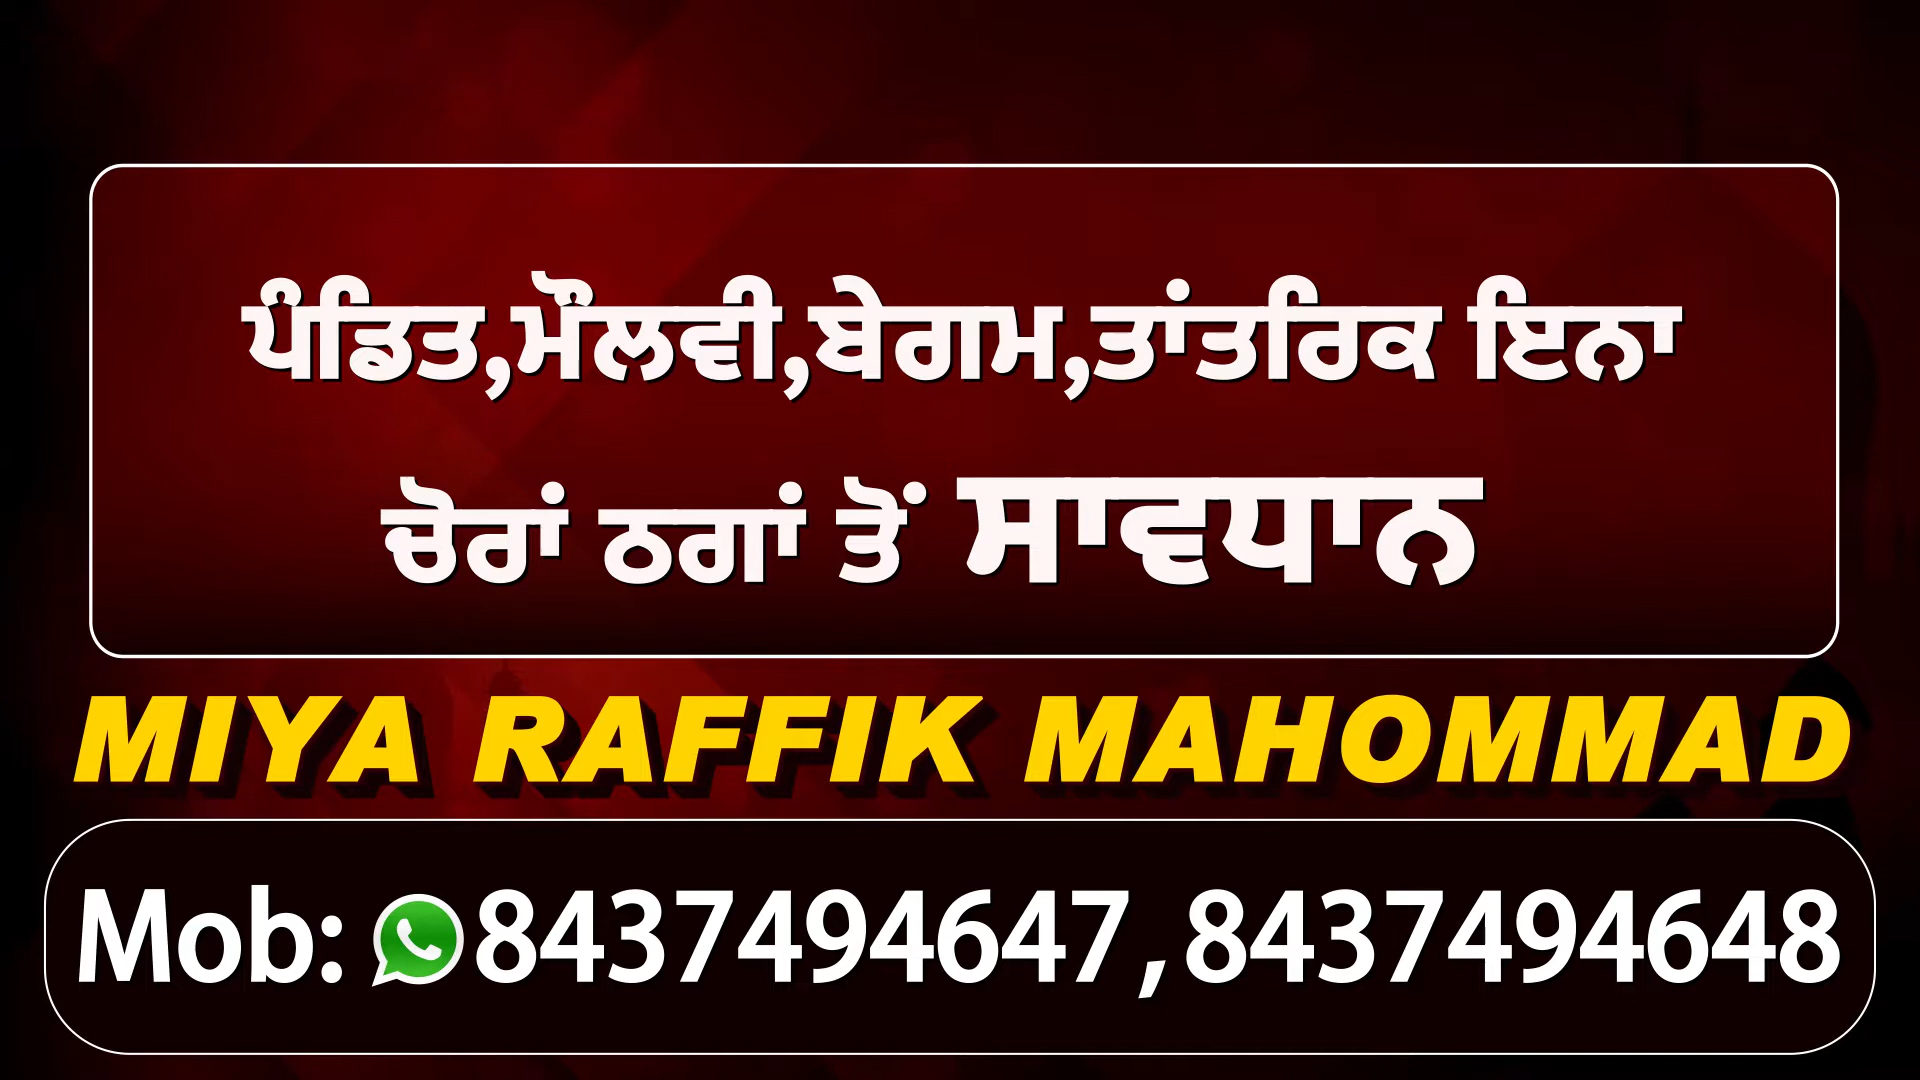 ਪੰਡਿਤ,ਮੌਲਵੀ,ਬੇਗਮ,ਤਾਂਤਰਿਕ ਇਨਾ
ਚੋਰਾਂ ਠਗਾਂ ਤੋਂ ਸਾਵਧਾਨ
MIYA RAFFIK MAHOMMAD
Mob: 8437494647, 8437494648